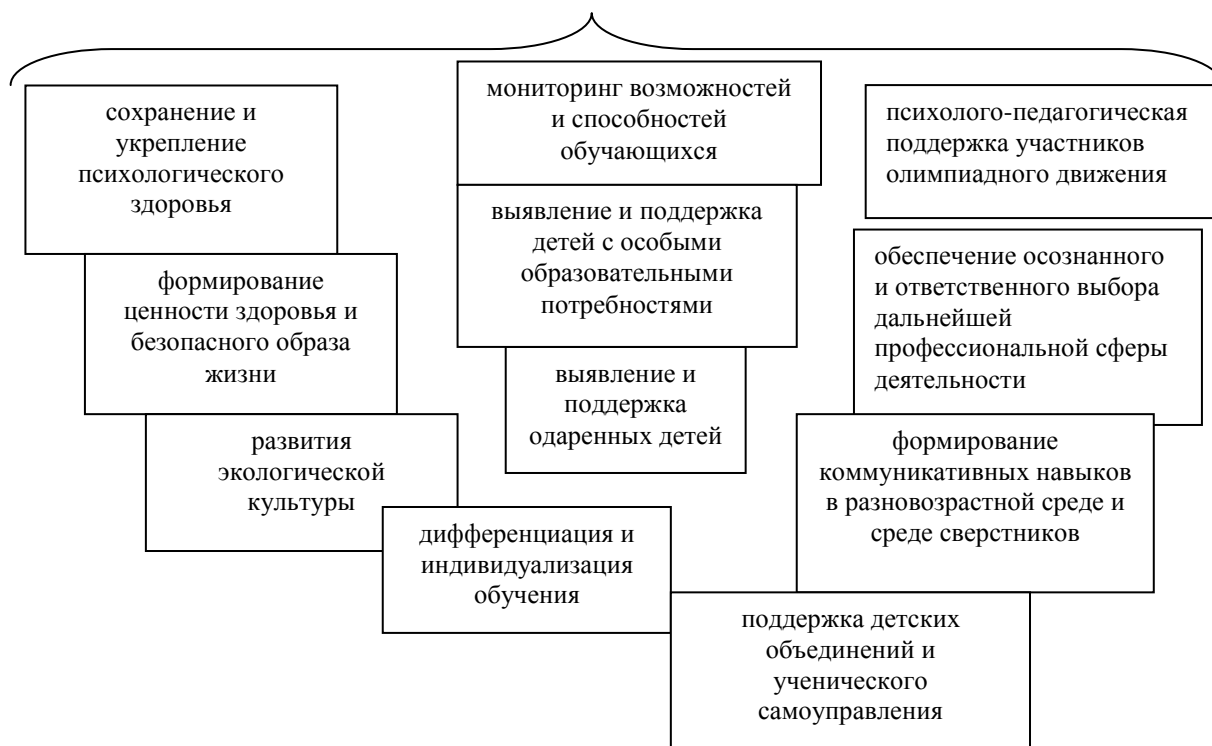 сохранение и
укрепление
психологического
здоровья
мониторинг возможностей
и способностей
обучающихся
психолого-педагогическая
поддержка участников
олимпиадного движения
выявление и поддержка
детей с особыми
образовательными
потребностями
обеспечение осознанного
и ответственного выбора
дальнейшей
профессиональной сферы
деятельности
формирование
ценности здоровья и
безопасного образа
жизни
выявление и
поддержка
одаренных детей
развития
экологической
культуры
формирование
коммуникативных навыков
в разновозрастной среде и
среде сверстников
дифференциация и
индивидуализация
обучения
поддержка детских
объединений и
ученического
самоуправления